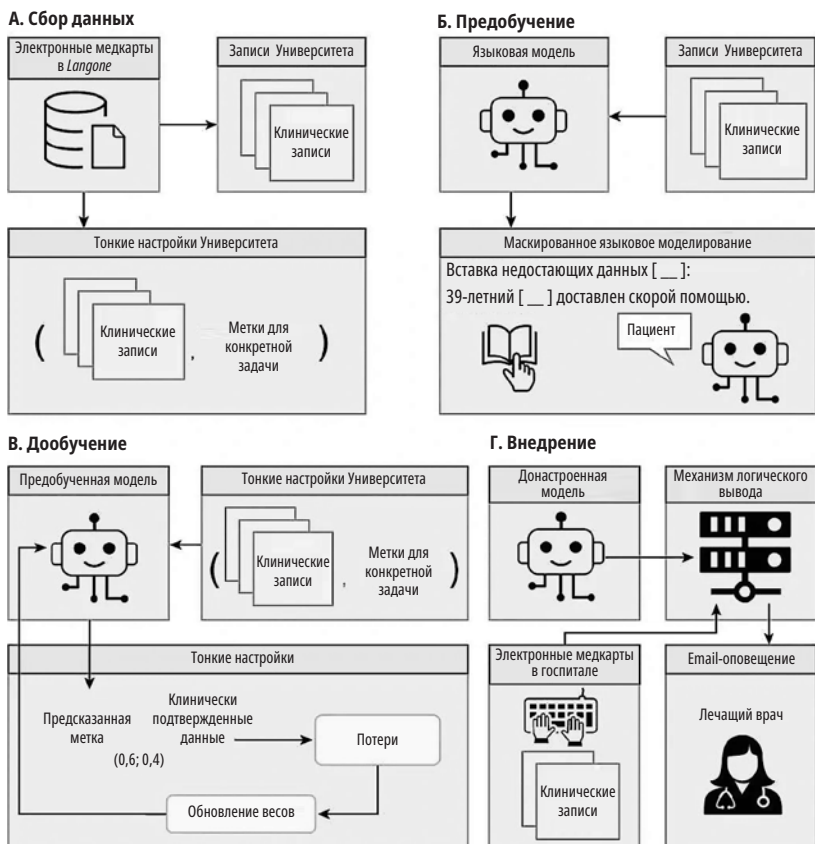 А. Сбор данных
Электронные медкарты
в Langone
Записи Университета
Клинические
записи
Тонкие настройки Университета
(
Клинические
записи
,
Метки для
конкретной
задачи
)
Б. Предобучение
Языковая модель
Записи Университета
Клинические
записи
Маскированное языковое моделирование
Вставка недостающих данных [ __ ]:
39-летний [ __ ] доставлен скорой помощью.
Пациент
В. Дообучение
Предобученная модель
Тонкие настройки Университета
(
Клинические
записи
,
Метки для
конкретной
задачи
)
Тонкие настройки
Предсказанная
метка
Клинически
подтвержденные
данные
(0,6; 0,4)
Потери
Обновление весов
Г. Внедрение
Донастроенная
модель
Механизм логического
вывода
Электронные медкарты
в госпитале
Клинические
записи
Email-оповещение
Лечащий врач